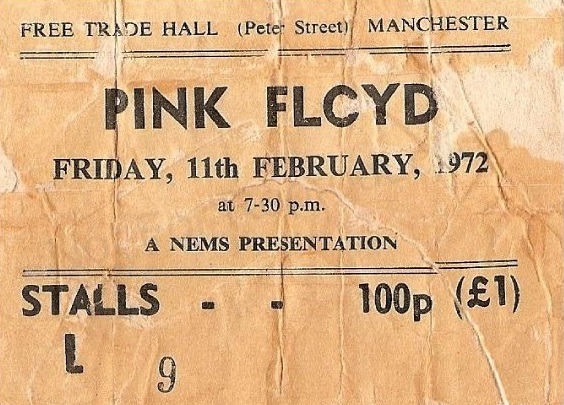 FREE TRADE HALL (Peter Street) MANCHESTER
PINK FLOYD
FRIDAY, 11th FEBRUARY, 1972
at 7-30 p.m.
A NEMS PRESENTATION
STALLS - - 100p (£1)
L 9